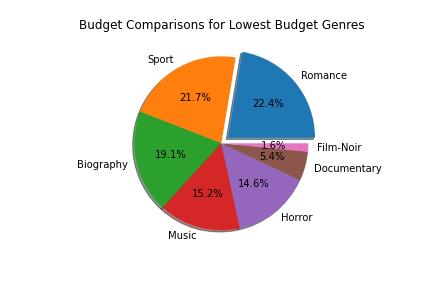 Budget Comparisons for Lowest Budget Genres
Sport
Romance
21.7%
22.4%
Biography
19.1%
1.6%
Film-Noir
5.4%
Documentary
15.2%
14.6%
Music
Horror